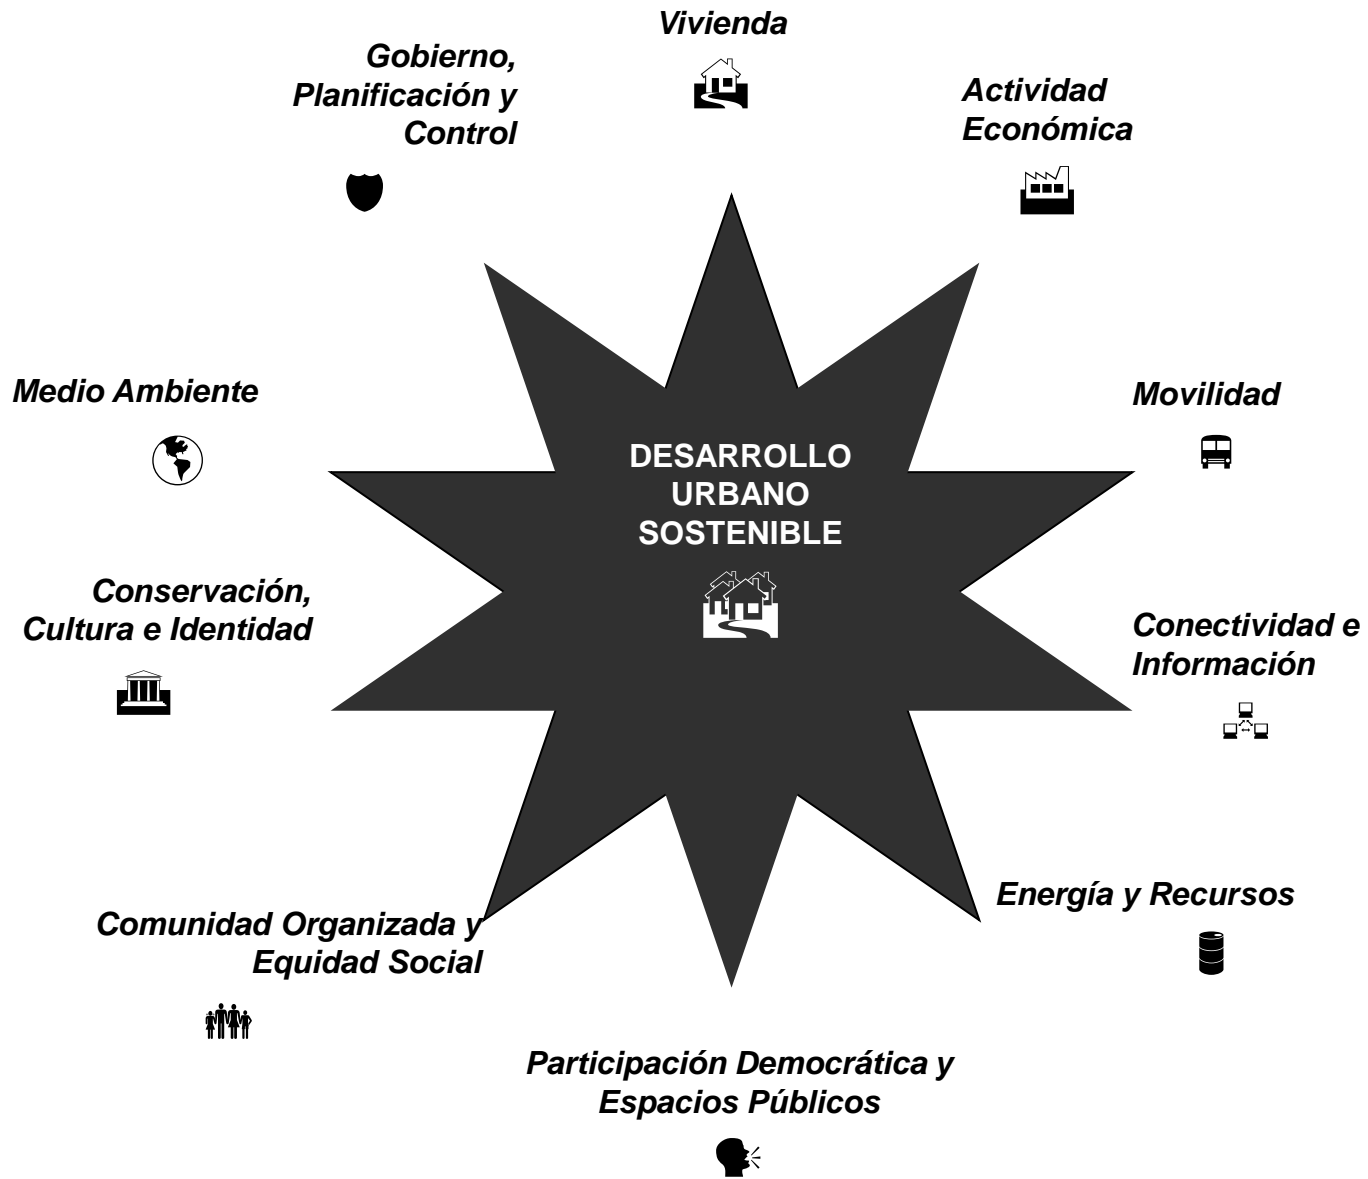 Vivienda
Gobierno,
Planificación y
Control
Actividad
Económica
Medio Ambiente
Movilidad
DESARROLLO
URBANO
SOSTENIBLE
Conservación,
Cultura e Identidad
Conectividad e
Información
Energía y Recursos
Comunidad Organizada y
Equidad Social
Participación Democrática y
Espacios Públicos